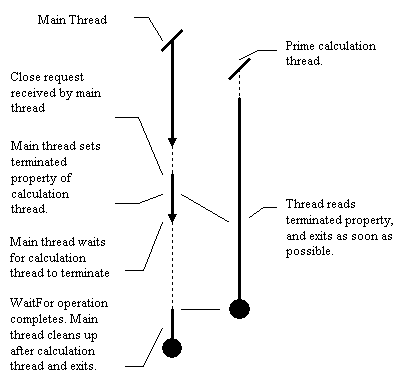 Main Thread
Prime calculation
thread.
Close request
received by main
thread
Main thread sets
terminated
property of
calculation
thread.
Thread reads
terminated property,
and exits as soon as
possible.
Main thread waits
for calculation
thread to terminate
WaitFor operation
completes. Main
thread cleans up
after calculation
thread and exits.